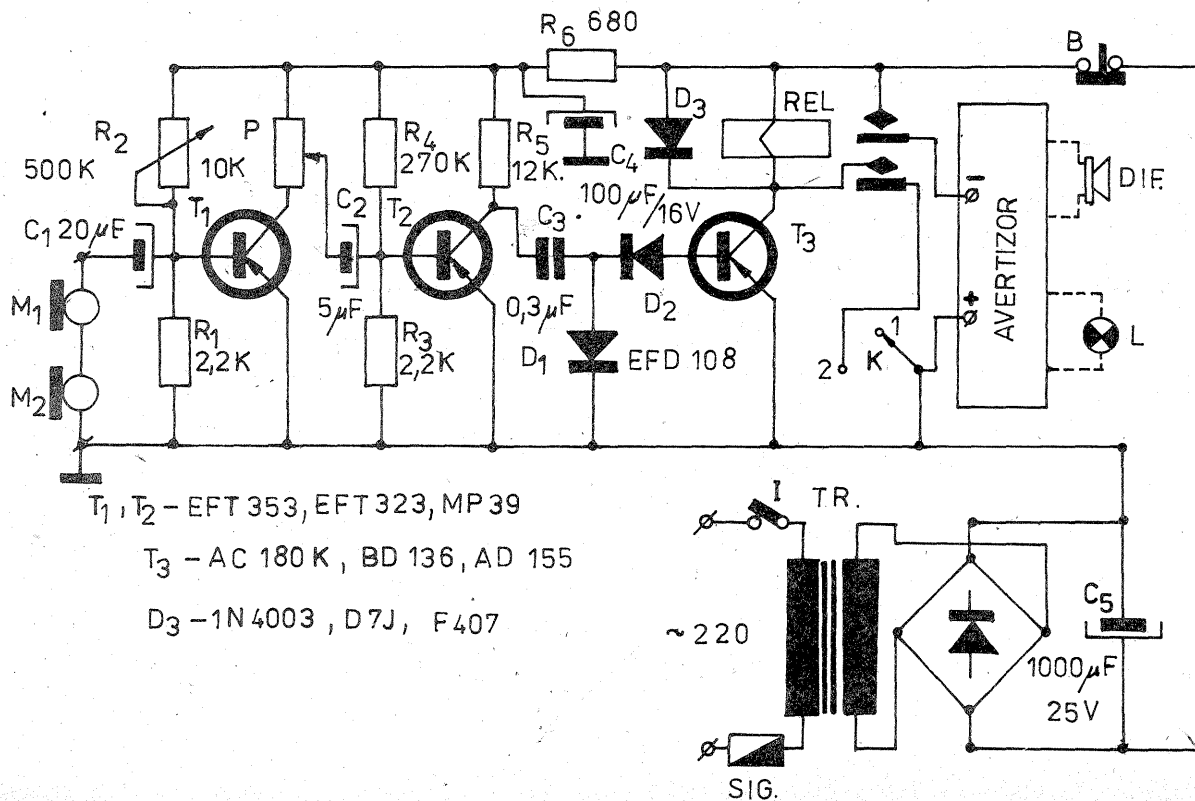 R6 680
B
R2
500K
10K
P
R4
270K
R5
12K.
C4
100µF/16V
D3
REL
DIF.
C1 20µF
T1
C2
T2
C3
T3
M1
M2
R1
2,2K
5µF
R3
2,2K
0,3µF
D2
D1
EFD 108
-
+
1
K
2
AVERTIZOR
L
T1, T2 – EFT 353, EFT 323, MP 39
T3 – AC 180 K, BD 136, AD 155
D3 – 1N 4003, D7J, F 407
I
T.R.
~220
SIG.
C5
1000µF
25V